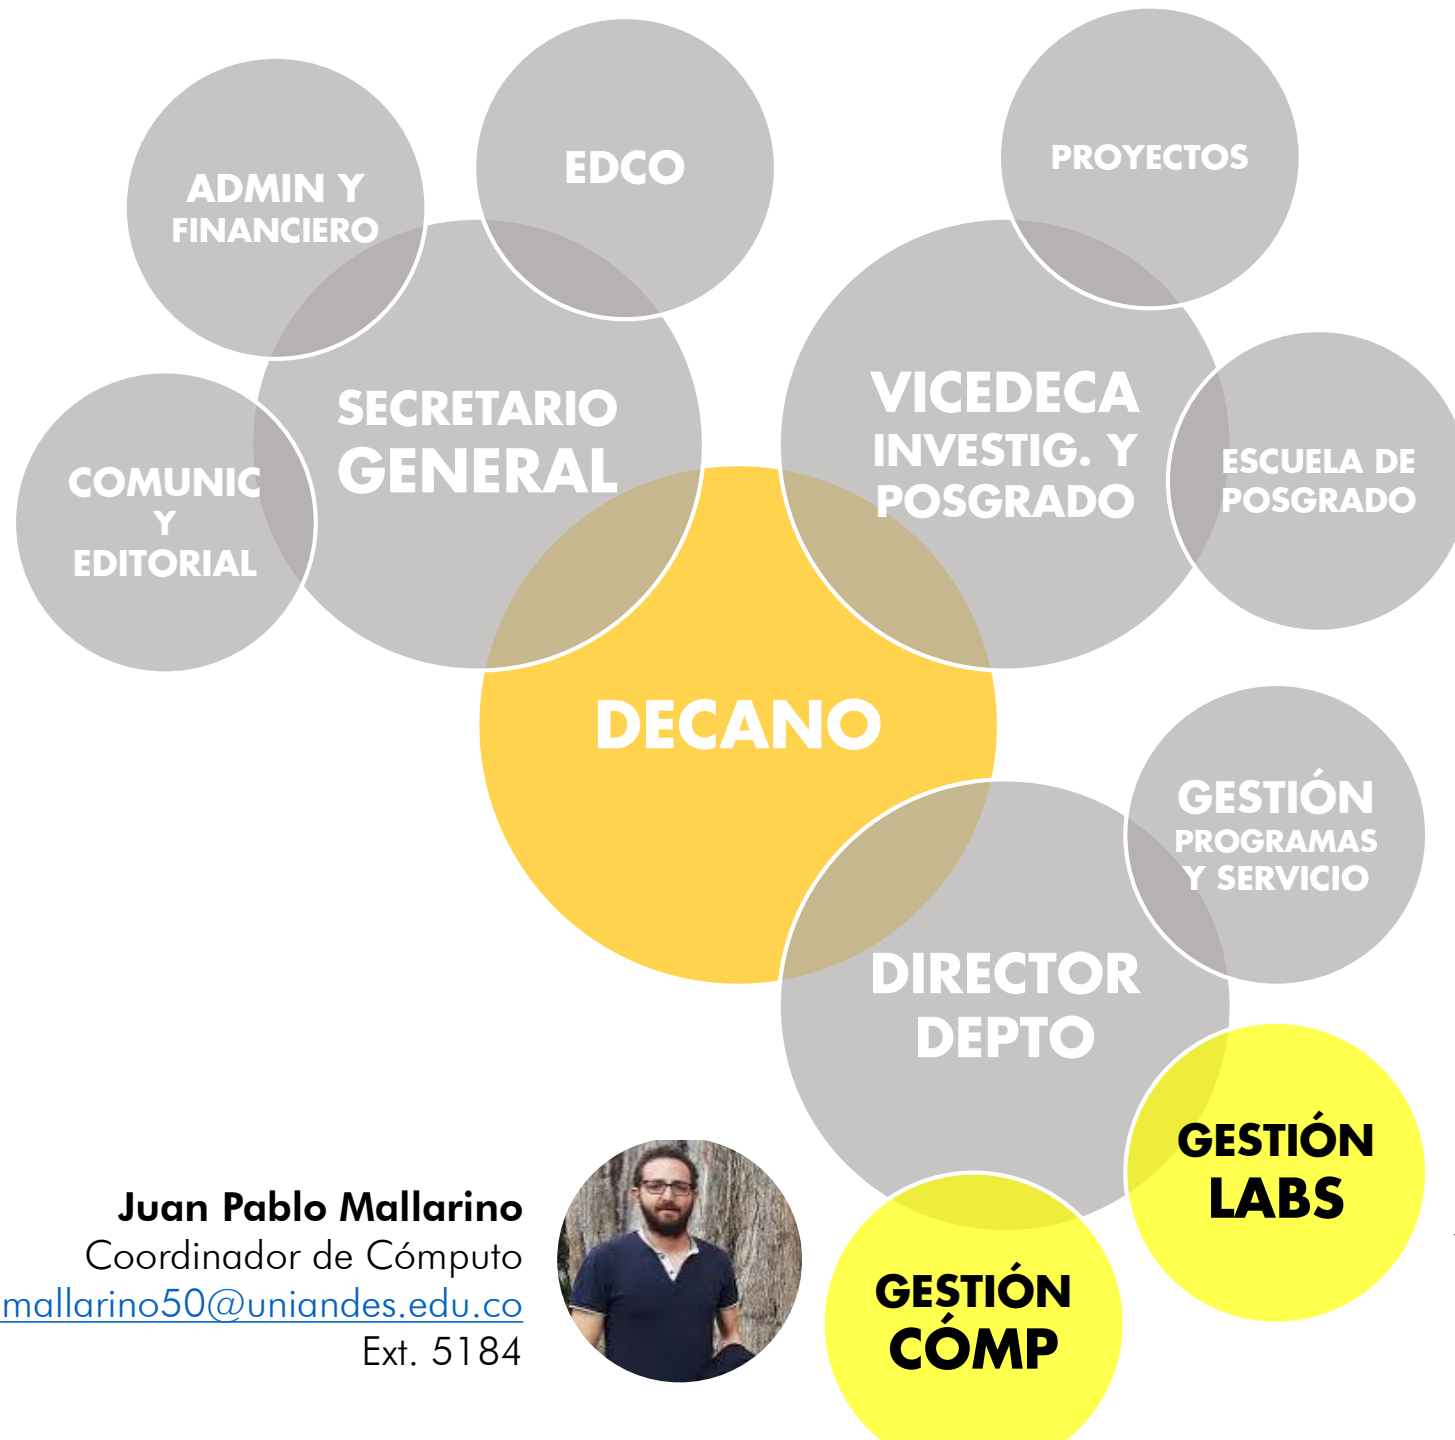 ADMIN Y
FINANCIERO
EDCO
PROYECTOS
COMUNIC
Y
EDITORIAL
SECRETARIO
GENERAL
VICEDECA
INVESTIG. Y
POSGRADO
ESCUELA DE
POSGRADO
DECANO
GESTIÓN
PROGRAMAS
Y SERVICIO
DIRECTOR
DEPTO
GESTIÓN
LABS
GESTIÓN
CÓMP
Juan Pablo Mallarino
Coordinador de Cómputo
mallarino50@uniandes.edu.co
Ext. 5184